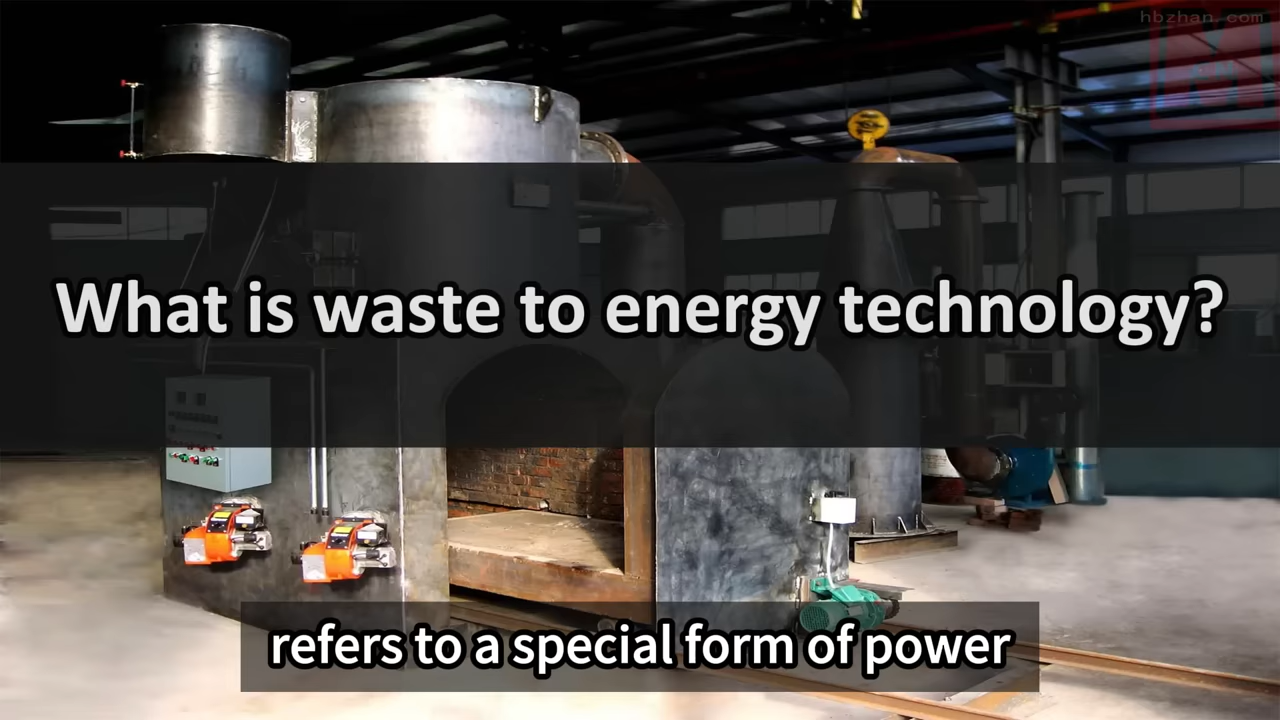 hbzhan.com
What is waste to energy technology?
refers to a special form of power